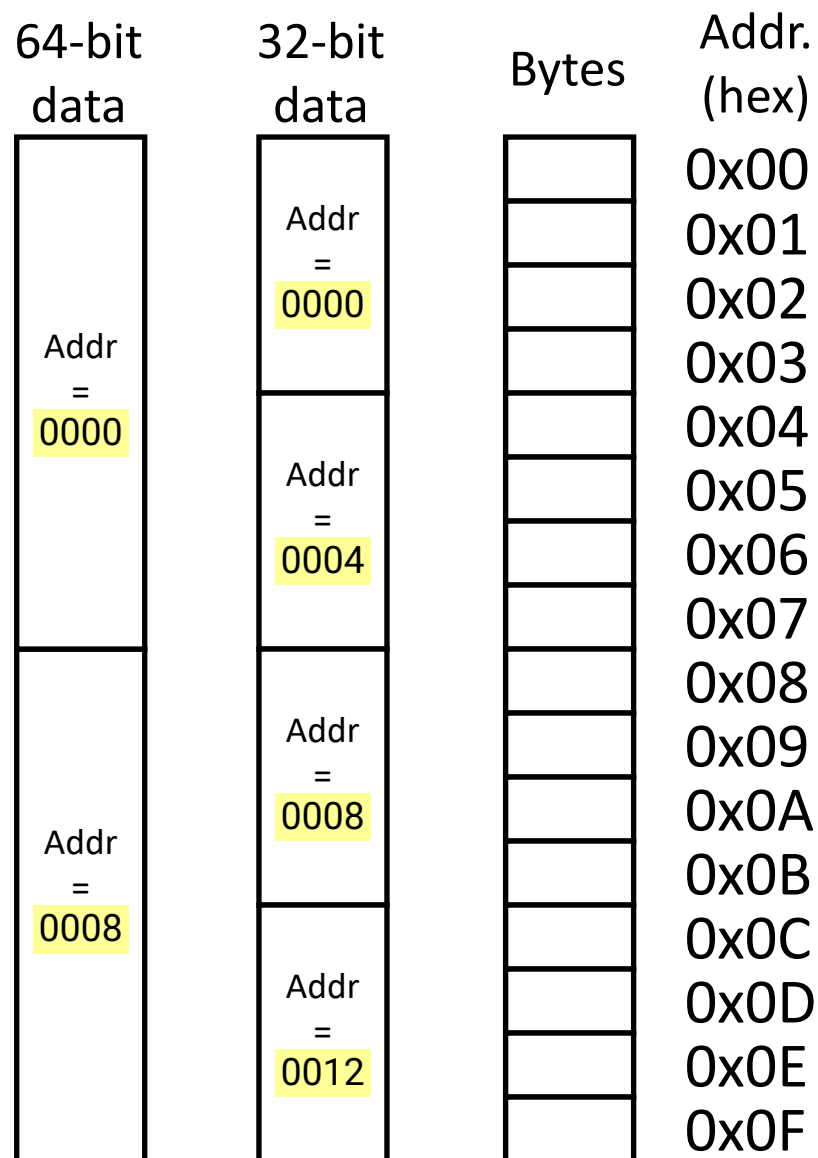 64-bit
data
32-bit
data
Bytes
Addr.
(hex)
Addr
=
0000
Addr
=
0008
Addr
=
0000
Addr
=
0004
Addr
=
0008
Addr
=
0012
0x00
0x01
0x02
0x03
0x04
0x05
0x06
0x07
0x08
0x09
0x0A
0x0B
0x0C
0x0D
0x0E
0x0F